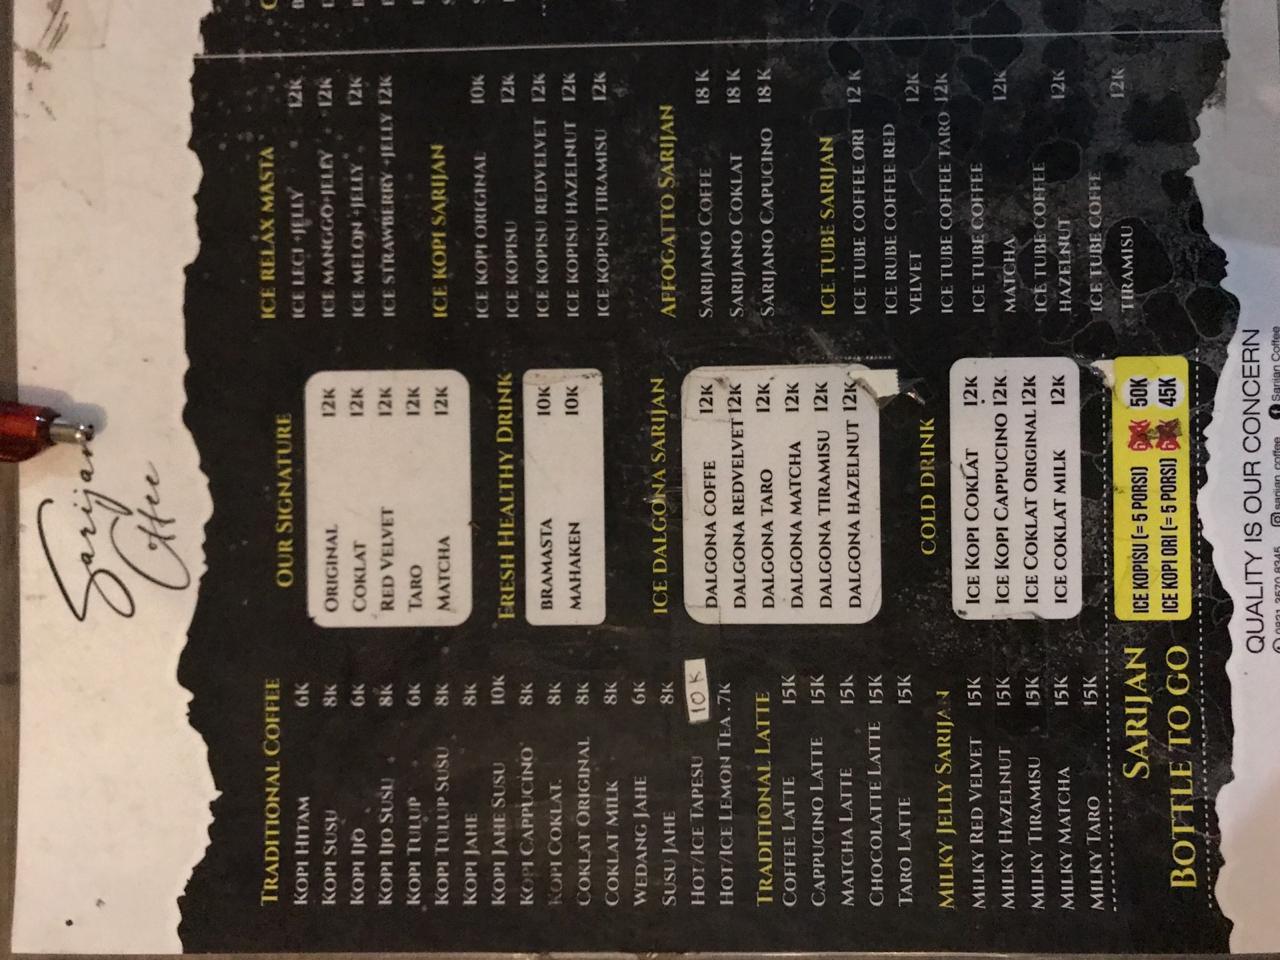 Sarijan
Coffee
TRADITIONAL COFFEE
KOPI HITAM 6K
KOPI SUSU 8K
KOPI IJO 6K
KOPI IJO SUSU 8K
KOPI TULUP 6K
KOPI TULUP SUSU 8K
KOPI JAHE 8K
KOPI JAHE SUSU 10K
KOPI CAPPUCINO 8K
KOPI COKLAT 8K
COKLAT ORIGINAL 8K
COKLAT MILK 8K
WEDANG JAHE 6K
SUSU JAHE 8K
HOT/ICE TAPESU 10K
HOT/ICE LEMON TEA 7K
TRADITIONAL LATTE
COFFEE LATTE 15K
CAPPUCINO LATTE 15K
MATCHA LATTE 15K
CHOCOLATTE LATTE 15K
TARO LATTE 15K
MILKY JELLY SARIJAN
MILKY RED VELVET 15K
MILKY HAZELNUT 15K
MILKY TIRAMISU 15K
MILKY MATCHA 15K
MILKY TARO 15K
OUR SIGNATURE
ORIGINAL 12K
COKLAT 12K
RED VELVET 12K
TARO 12K
MATCHA 12K
FRESH HEALTHY DRINK
BRAMASTA 10K
MAHAKEN 10K
ICE DALGONA SARIJAN
DALGONA COFFE 12K
DALGONA REDVELVET 12K
DALGONA TARO 12K
DALGONA MATCHA 12K
DALGONA TIRAMISU 12K
DALGONA HAZELNUT 12K
COLD DRINK
ICE KOPI COKLAT 12K
ICE KOPI CAPPUCINO 12K
ICE COKLAT ORIGINAL 12K
ICE COKLAT MILK 12K
ICE RELAX MASTA
ICE LECI +JELLY 12K
ICE MANGGO+JELLY 12K
ICE MELON +JELLY 12K
ICE STRAWBERRY +JELLY 12K
ICE KOPI SARIJAN
ICE KOPI ORIGINAL 10K
ICE KOPISU 12K
ICE KOPISU REDVELVET 12K
ICE KOPISU HAZELNUT 12K
ICE KOPISU TIRAMISU 12K
AFFOGATTO SARIJAN
SARIJANO COFFE 18K
SARIJANO COKLAT 18K
SARIJANO CAPUCINO 18K
ICE TUBE SARIJAN
ICE TUBE COFFEE ORI 12K
ICE RUBE COFFEE RED
VELVET 12K
ICE TUBE COFFEE TARO 12K
ICE TUBE COFFEE
MATCHA 12K
ICE TUBE COFFEE
HAZELNUT 12K
ICE TUBE COFFE
TIRAMISU 12K
SARIJAN
BOTTLE TO GO
ICE KOPISU (= 5 PORSI) 50K
ICE KOPI ORI (= 5 PORSI) 45K
QUALITY IS OUR CONCERN
sarijan coffee
Sarijan Coffee